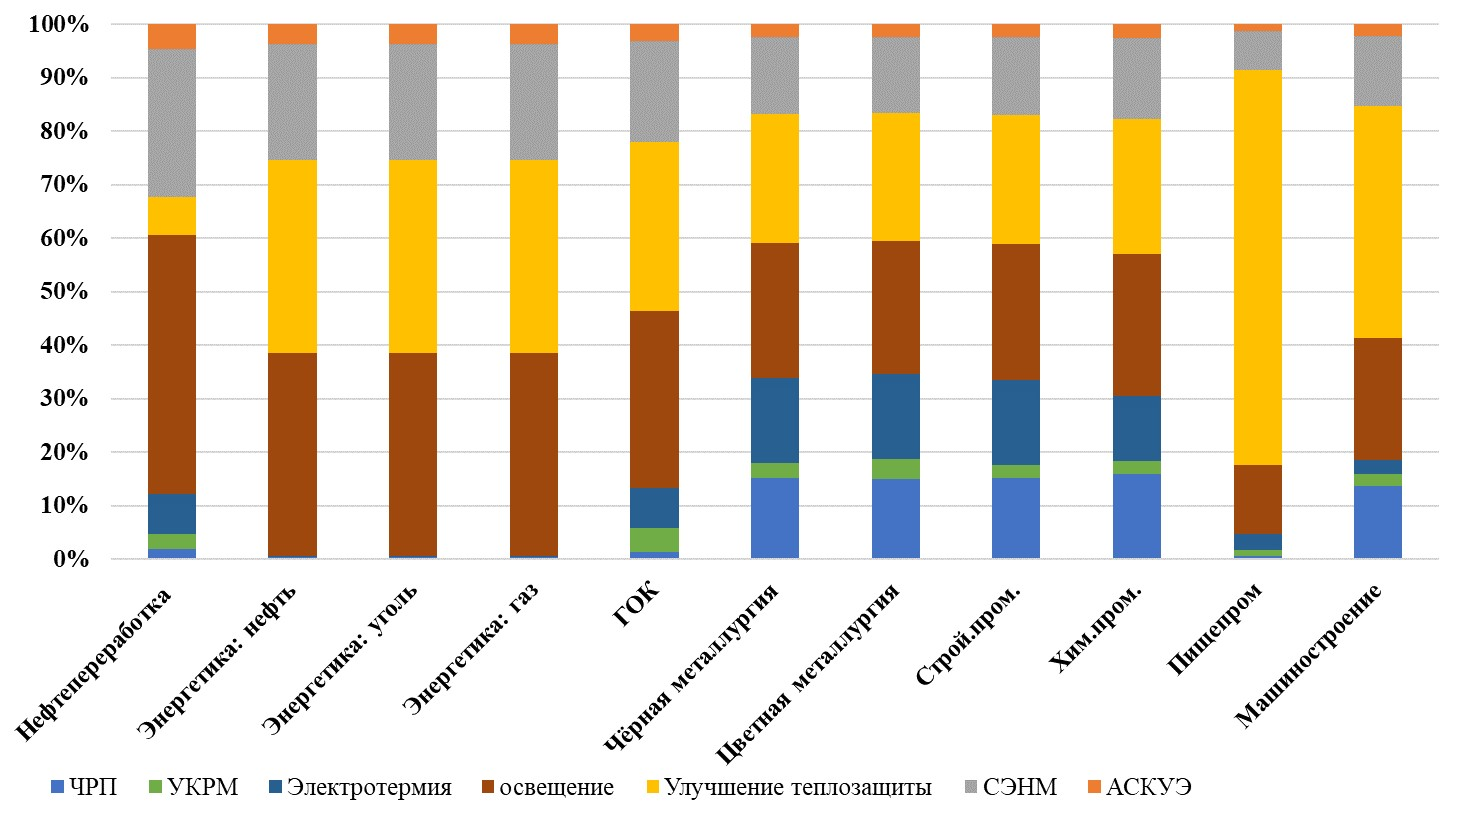 100%
90%
80%
70%
60%
50%
40%
30%
20%
10%
0%
Нефтепереработка
Энергетика: нефть
Энергетика: уголь
Энергетика: газ
ГОК
Чёрная металлургия
Цветная металлургия
Строй.пром.
Хим.пром.
Пищепром
Машиностроение
ЧРП УКРМ Электротермия освещение Улучшение теплозащиты СЭНМ АСКУЭ